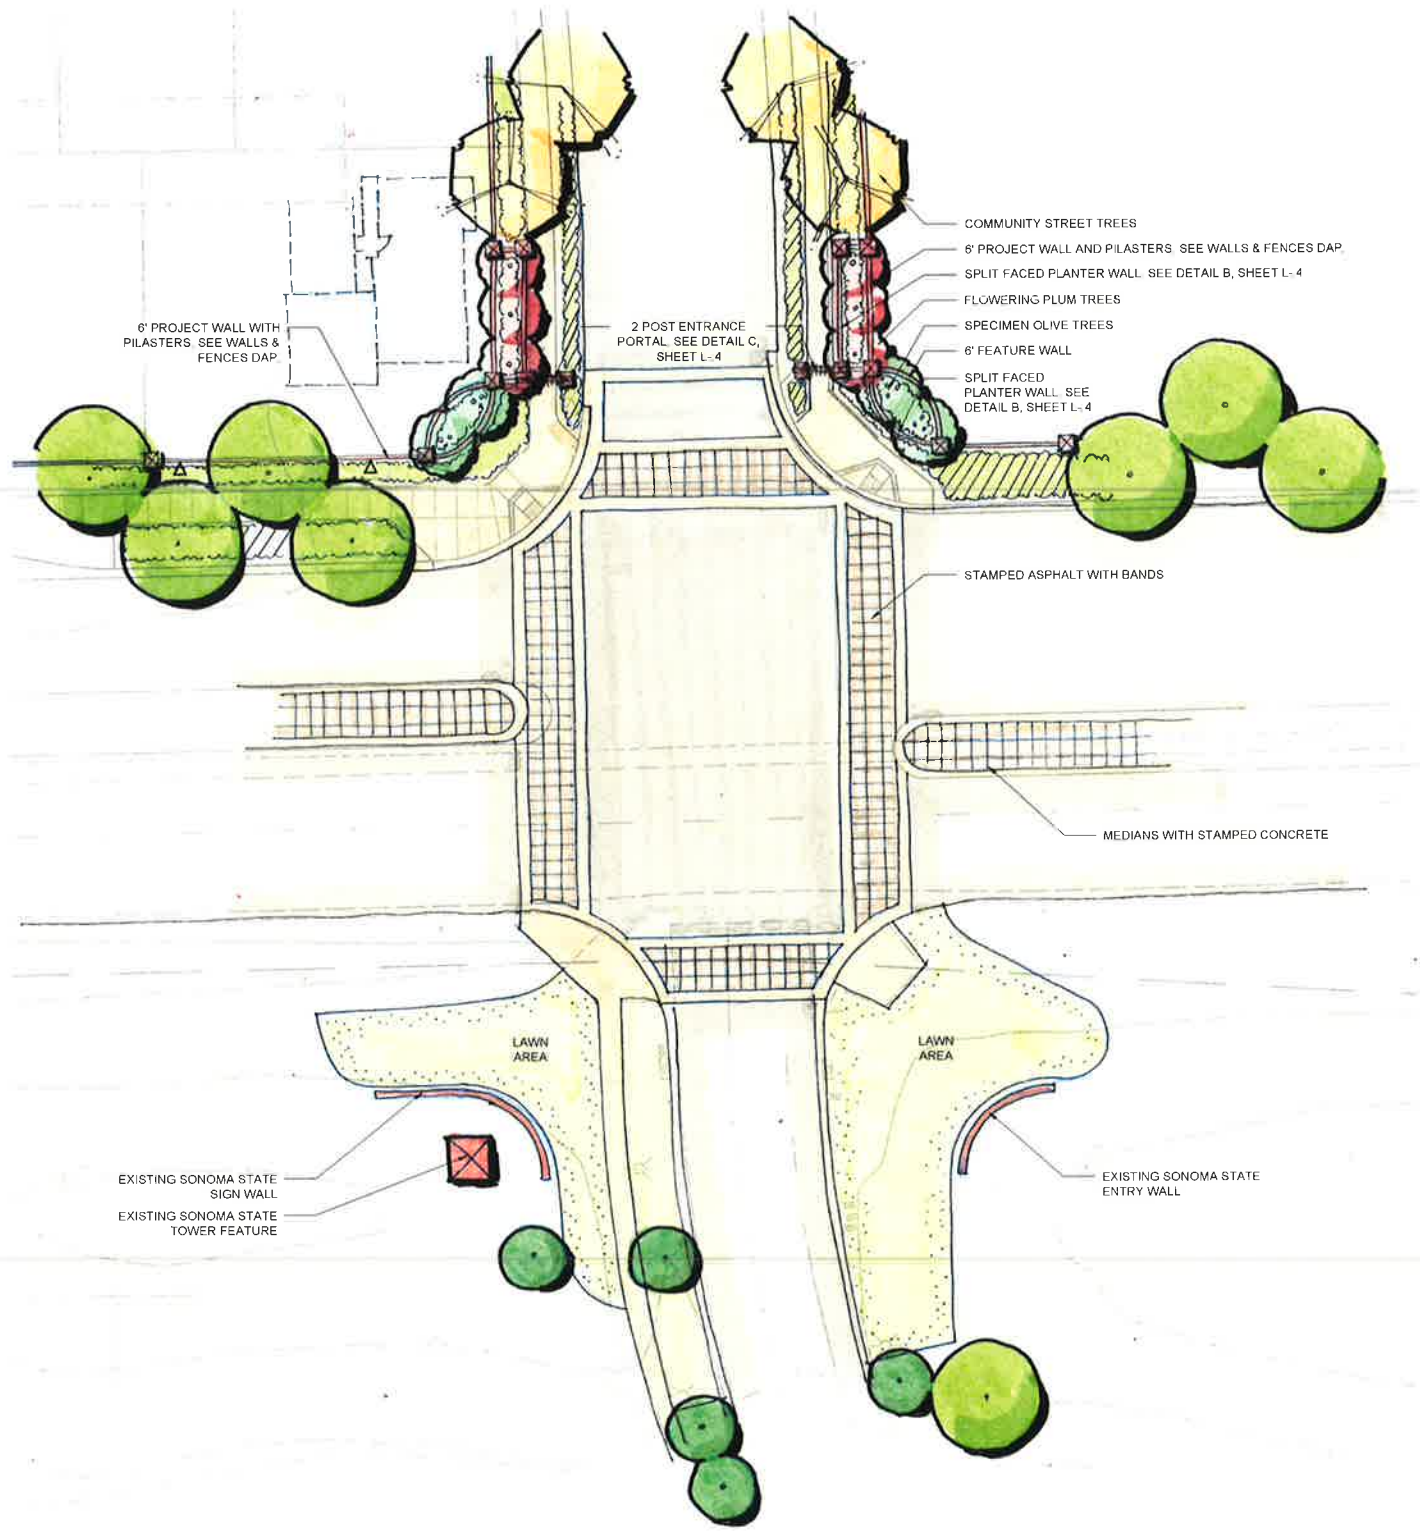 COMMUNITY STREET TREES
6' PROJECT WALL AND PILASTERS. SEE WALLS & FENCES DAP.
SPLIT FACED PLANTER WALL. SEE DETAIL B, SHEET L-.4
FLOWERING PLUM TREES
SPECIMEN OLIVE TREES
6' FEATURE WALL
SPLIT FACED
PLANTER WALL. SEE
DETAIL B, SHEET L-.4
2 POST ENTRANCE
PORTAL. SEE DETAIL C,
SHEET L-.4
6' PROJECT WALL WITH
PILASTERS. SEE WALLS &
FENCES DAP.
STAMPED ASPHALT WITH BANDS
MEDIANS WITH STAMPED CONCRETE
LAWN
AREA
LAWN
AREA
EXISTING SONOMA STATE
SIGN WALL
EXISTING SONOMA STATE
TOWER FEATURE
EXISTING SONOMA STATE
ENTRY WALL